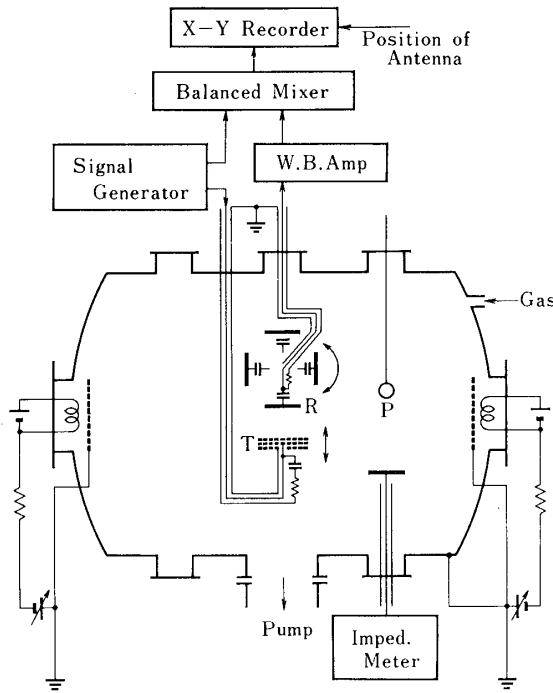 X-Y Recorder
Position of
Antenna
Balanced Mixer
Signal
Generator
W.B.Amp
Gas
R
P
T
Pump
Imped.
Meter